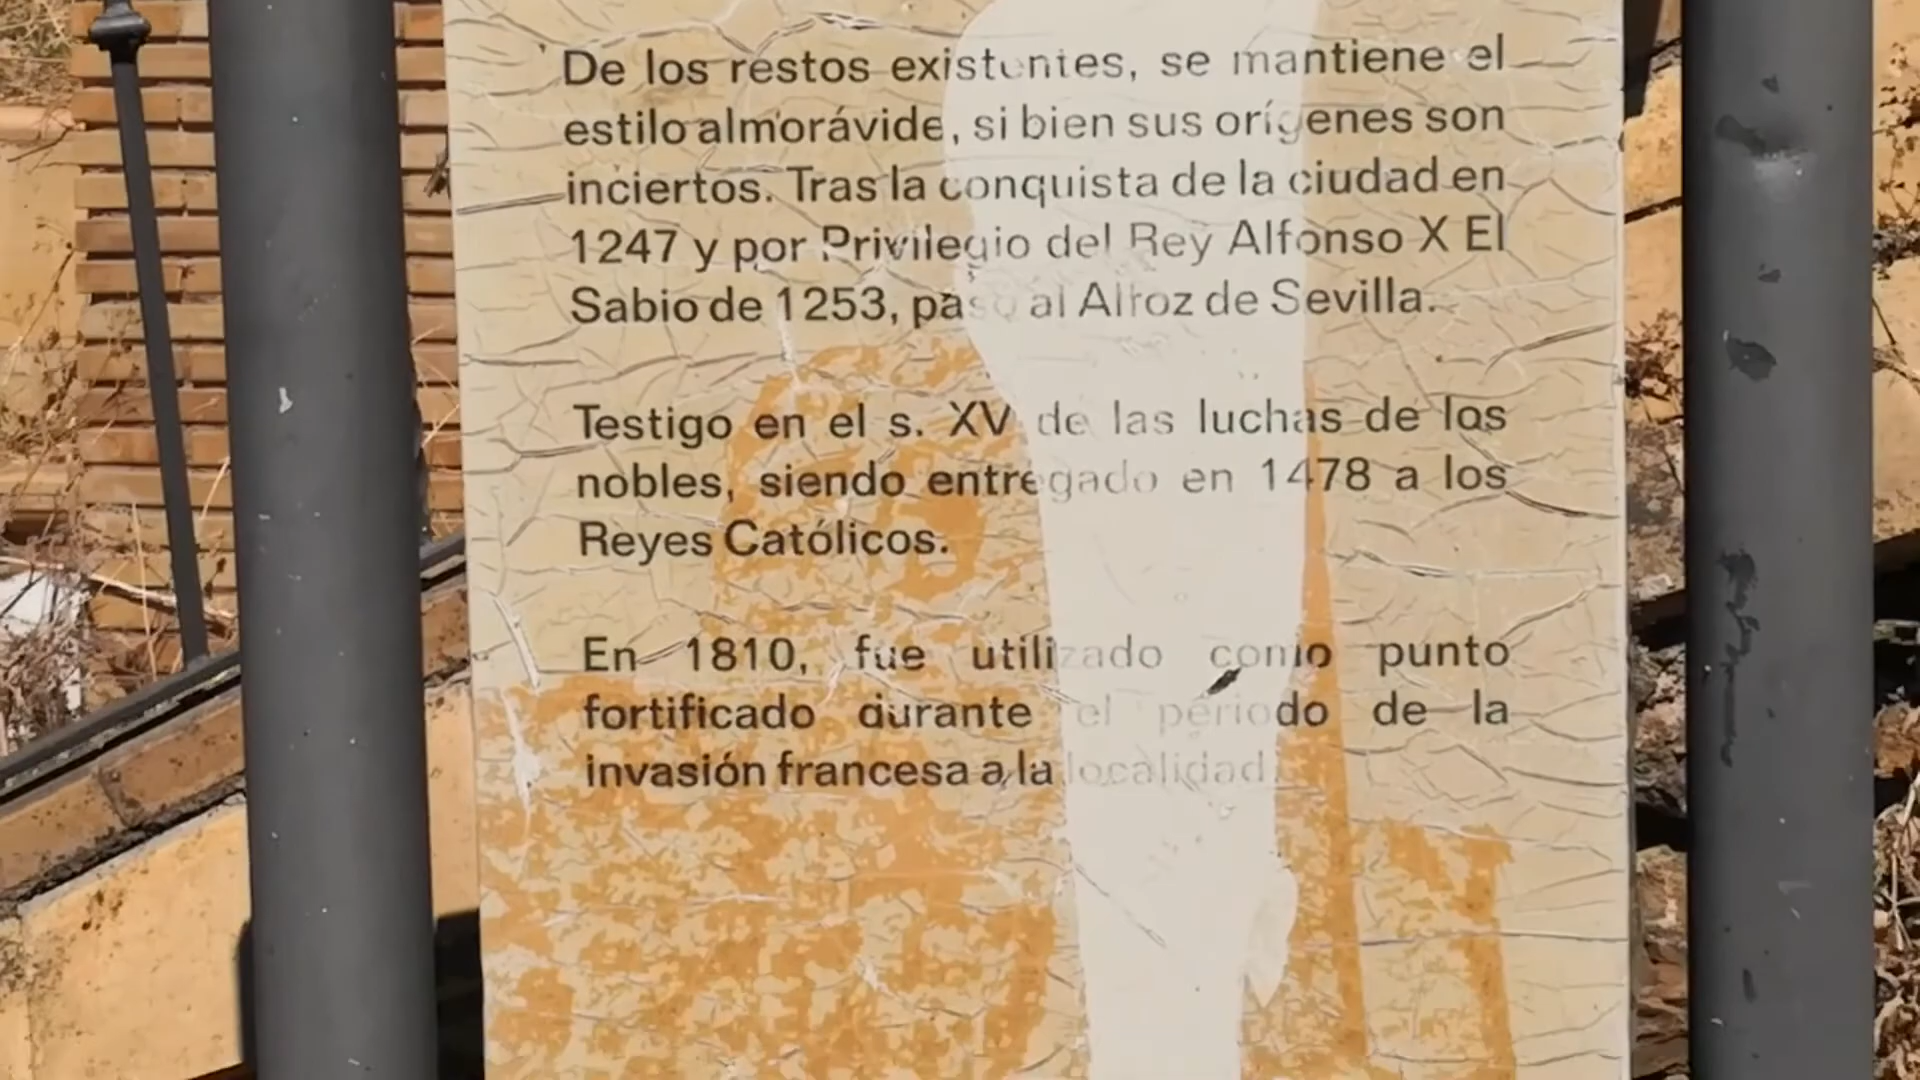 De los restos existentes, se mantiene el
estilo almorávide, si bien sus orígenes son
inciertos. Tras la conquista de la ciudad en
1247 y por Privilegio del Rey Alfonso X El
Sabio de 1253, pasó al Alfoz de Sevilla.
Testigo en el s. XV de las luchas de los
nobles, siendo entregado en 1478 a los
Reyes Católicos.
En 1810, fue utilizado como punto
fortificado durante el periodo de la
invasión francesa a la localidad.